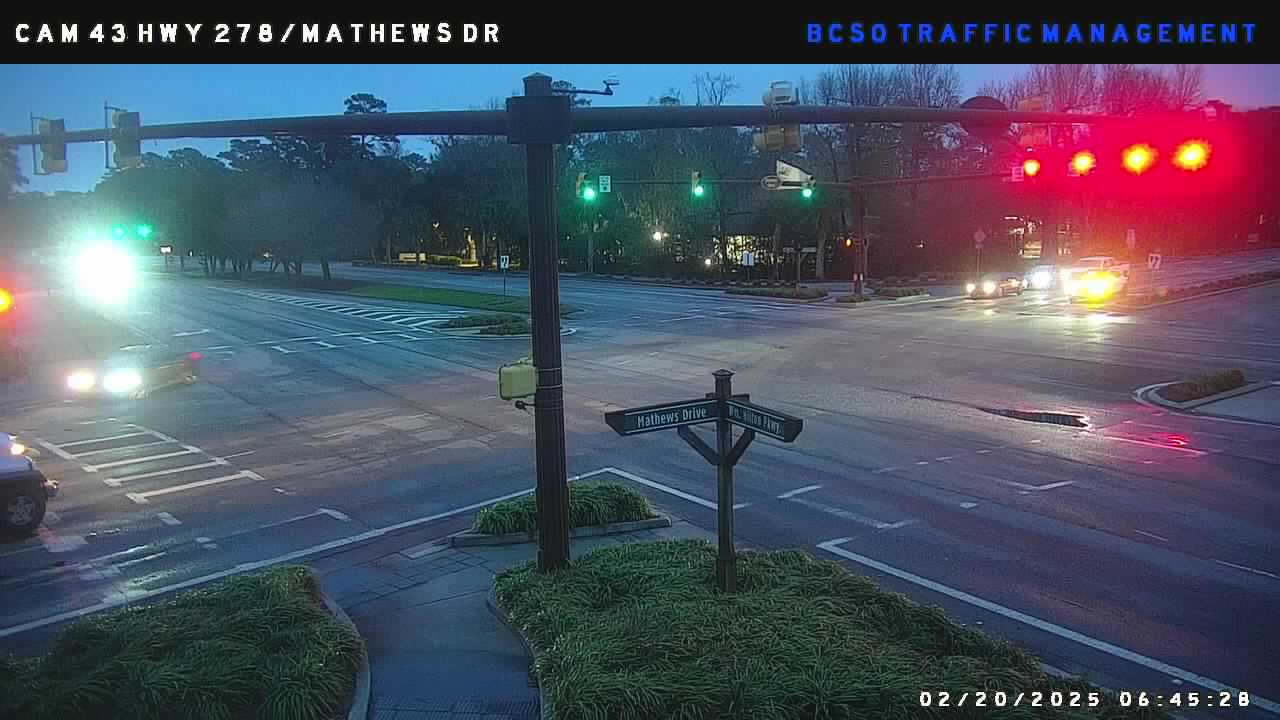 CAM 43 HWY 278/MATHEWS DR
BCSO TRAFFIC MANAGEMENT
Mathews Drive
Wm. Hilton Pkwy.
02/20/2025 06:45:28